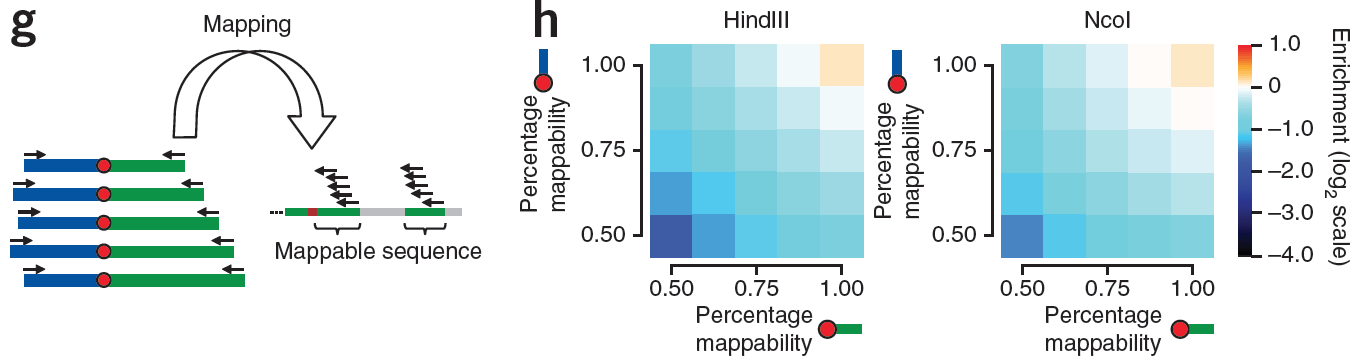 g
Mapping
Mappable sequence
h
HindIII
Percentage
mappability
1.00
0.75
0.50
0.50 0.75 1.00
Percentage
mappability
NcoI
Percentage
mappability
1.00
0.75
0.50
0.50 0.75 1.00
Percentage
mappability
1.0
0
−1.0
−2.0
−3.0
−4.0
Enrichment (log2 scale)